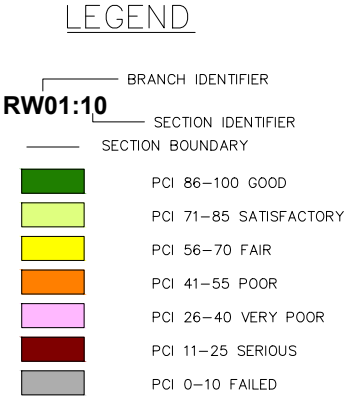 LEGEND
BRANCH IDENTIFIER
RW01:10
SECTION IDENTIFIER
SECTION BOUNDARY
PCI 86-100 GOOD
PCI 71-85 SATISFACTORY
PCI 56-70 FAIR
PCI 41-55 POOR
PCI 26-40 VERY POOR
PCI 11-25 SERIOUS
PCI 0-10 FAILED